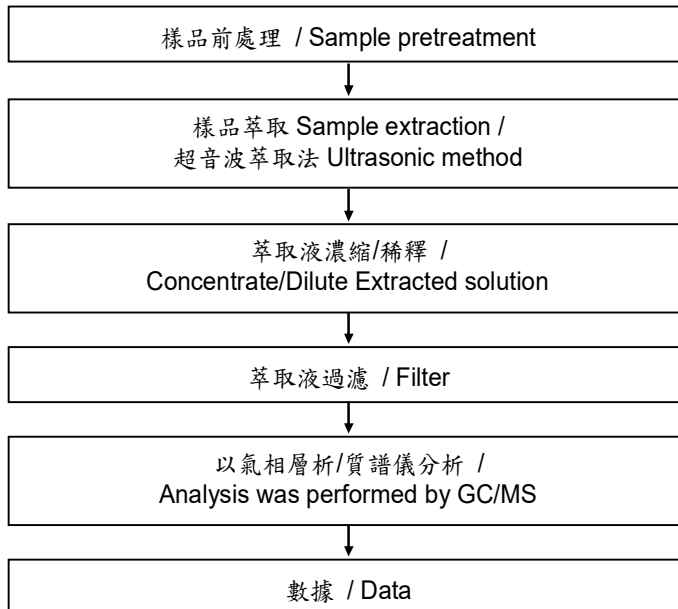 樣品前處理 / Sample pretreatment
樣品萃取 Sample extraction /
超音波萃取法 Ultrasonic method
萃取液濃縮/稀釋 /
Concentrate/Dilute Extracted solution
萃取液過濾 / Filter
以氣相層析/質譜儀分析 /
Analysis was performed by GC/MS
數據 / Data